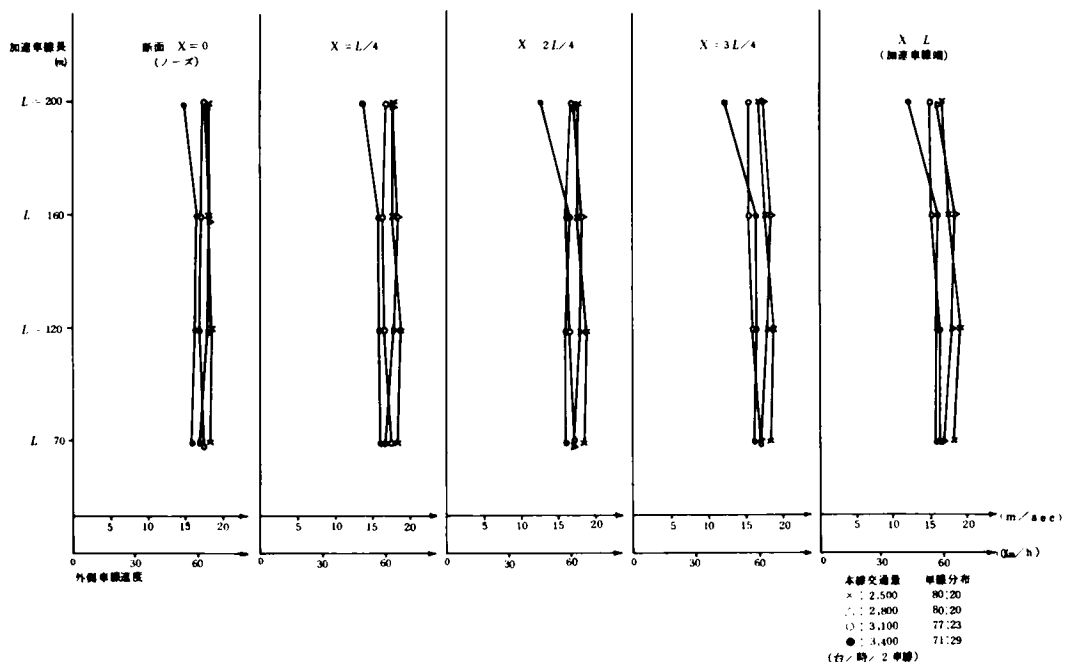 加速車線長
(m)
断面 X=0
(ノーズ)
X=L/4
X 2L/4
X=3L/4
X L
(加速車線端)
L 200
L 160
L 120
L 70
5 10 15 20
5 10 15 20
5 10 15 20
5 10 15 20
5 10 15 20 (m/sec)
0 30 60
0 30 60
0 30 60
0 30 60
0 30 60 (Km/h)
外側車線速度
本線交通量 車線分布
×:2,500 80:20
△:2,800 80:20
○:3,100 77:23
●:3,400 71:29
(台/時/2車線)